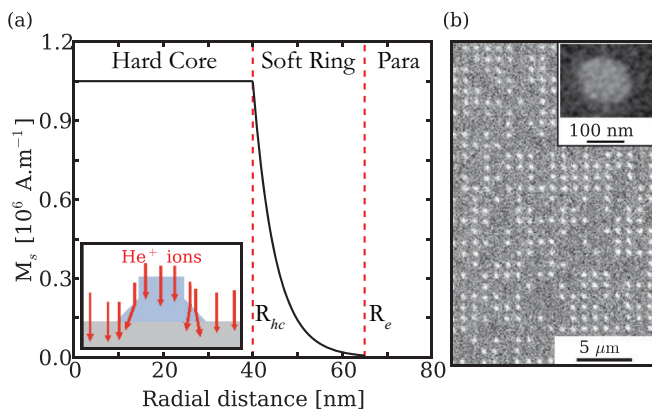 (a)
(b)
Hard Core Soft Ring Para
1.2
0.9
0.6
0.3
0.0
M_s [10^6 A.m^−1]
He^+ ions
R_hc
R_e
0 20 40 60 80
Radial distance [nm]
100 nm
5 μm